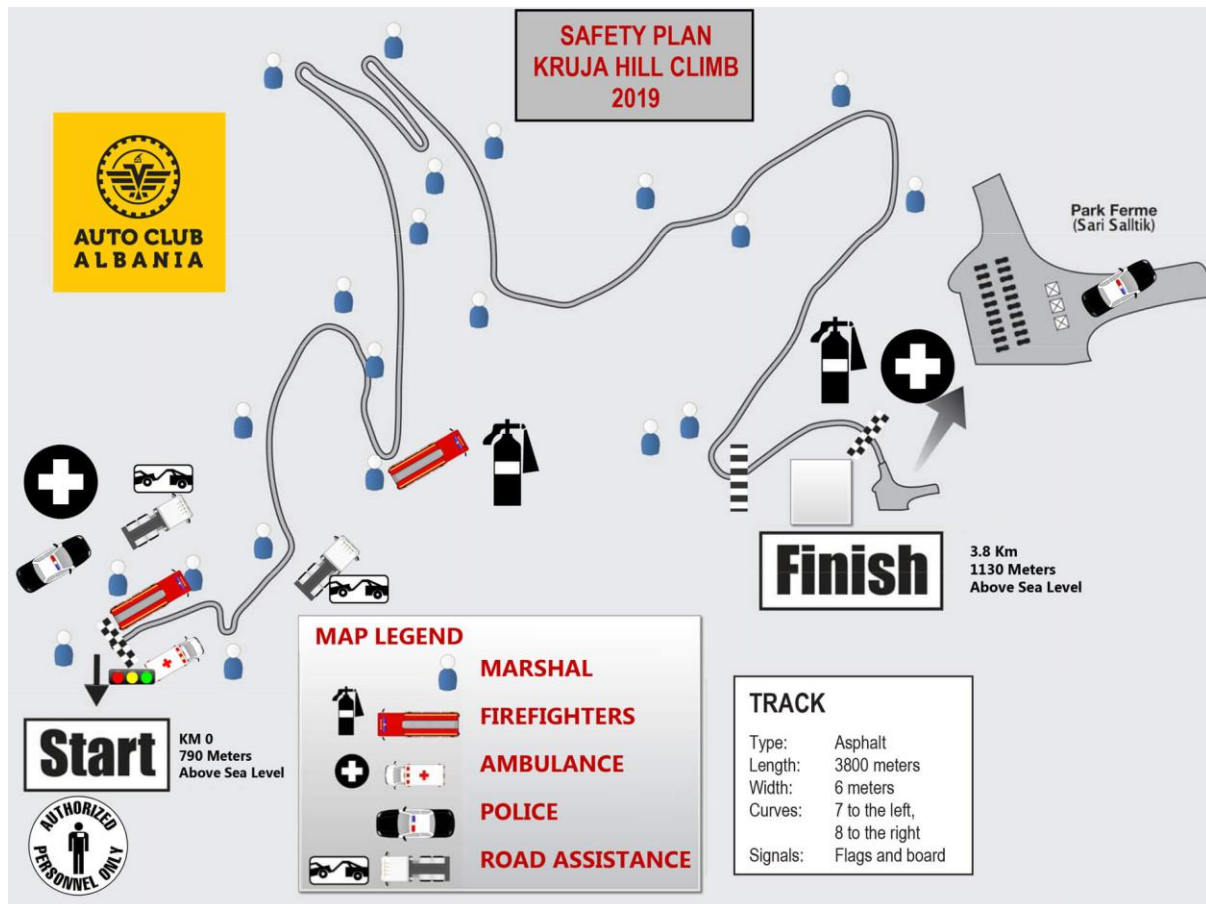 SAFETY PLAN
KRUJA HILL CLIMB
2019
AUTO CLUB
ALBANIA
Park Ferme
(Sari Salltik)
Finish
3.8 Km
1130 Meters
Above Sea Level
Start
KM 0
790 Meters
Above Sea Level
AUTHORIZED
PERSONNEL ONLY
MAP LEGEND
MARSHAL
FIREFIGHTERS
AMBULANCE
POLICE
ROAD ASSISTANCE
TRACK
Type: Asphalt
Length: 3800 meters
Width: 6 meters
Curves: 7 to the left,
8 to the right
Signals: Flags and board